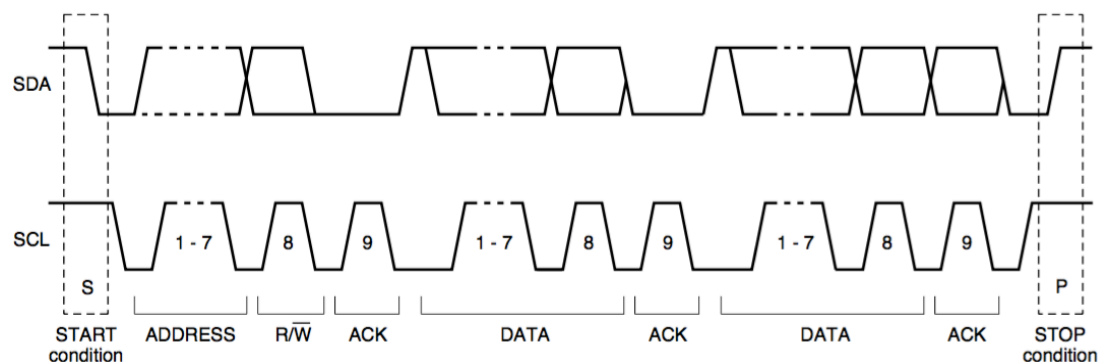 SDA
SCL
1 - 7
8
9
1 - 7
8
9
1 - 7
8
9
S
P
START
condition
ADDRESS
R/W̅
ACK
DATA
ACK
DATA
ACK
STOP
condition